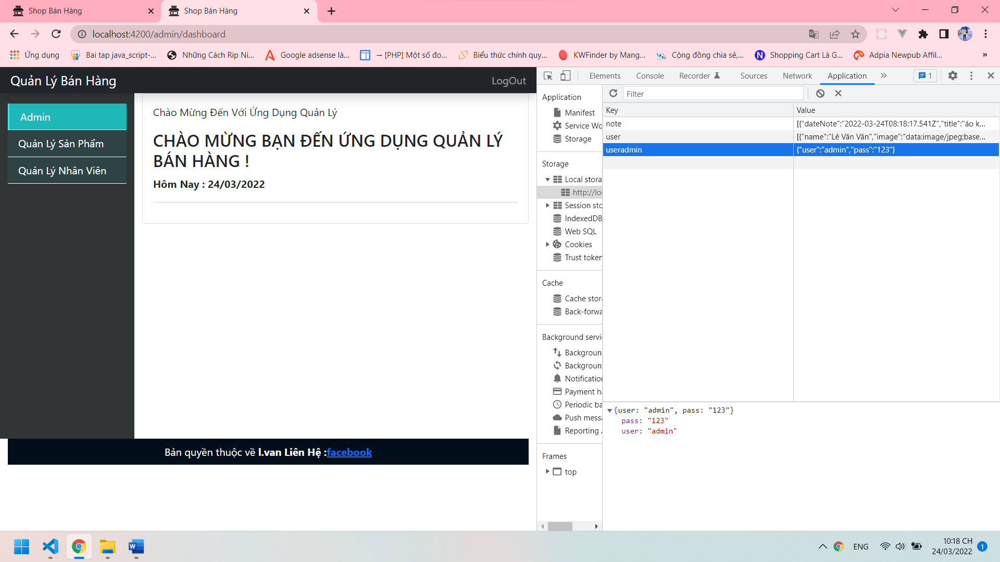 Shop Bán Hàng
Shop Bán Hàng
localhost:4200/admin/dashboard
Ứng dụng
Bai tap java_script-...
Những Cách Rip Ni...
Google adsense là...
→ [PHP] Một số đo...
Biểu thức chính quy...
KWFinder by Mang...
Cộng đồng chia sẻ,...
Shopping Cart Là G...
Adpia Newpub Affil...
»
Quản Lý Bán Hàng
LogOut
Admin
Quản Lý Sản Phẩm
Quản Lý Nhân Viên
Chào Mừng Đến Với Ứng Dụng Quản Lý
CHÀO MỪNG BẠN ĐẾN ỨNG DỤNG QUẢN LÝ
BÁN HÀNG !
Hôm Nay : 24/03/2022
Bản quyền thuộc về l.van Liên Hệ :facebook
Elements
Console
Recorder
Sources
Network
Application
»
1
Application
Manifest
Service Wo
Storage
Storage
Local stora
http://lo
Session sto
IndexedDB
Web SQL
Cookies
Trust token
Cache
Cache stora
Back-forwa
Background servi
Backgroun
Backgroun
Notification
Payment ha
Periodic ba
Push messa
Reporting A
Frames
top
Filter
Key
Value
note
[{"dateNote":"2022-03-24T08:18:17.541Z","title":"áo k...
user
[{"name":"Lê Văn Văn","image":"data:image/jpeg;base...
useradmin
{"user":"admin","pass":"123"}
{user: "admin", pass: "123"}
pass: "123"
user: "admin"
ENG
10:18 CH
24/03/2022
1